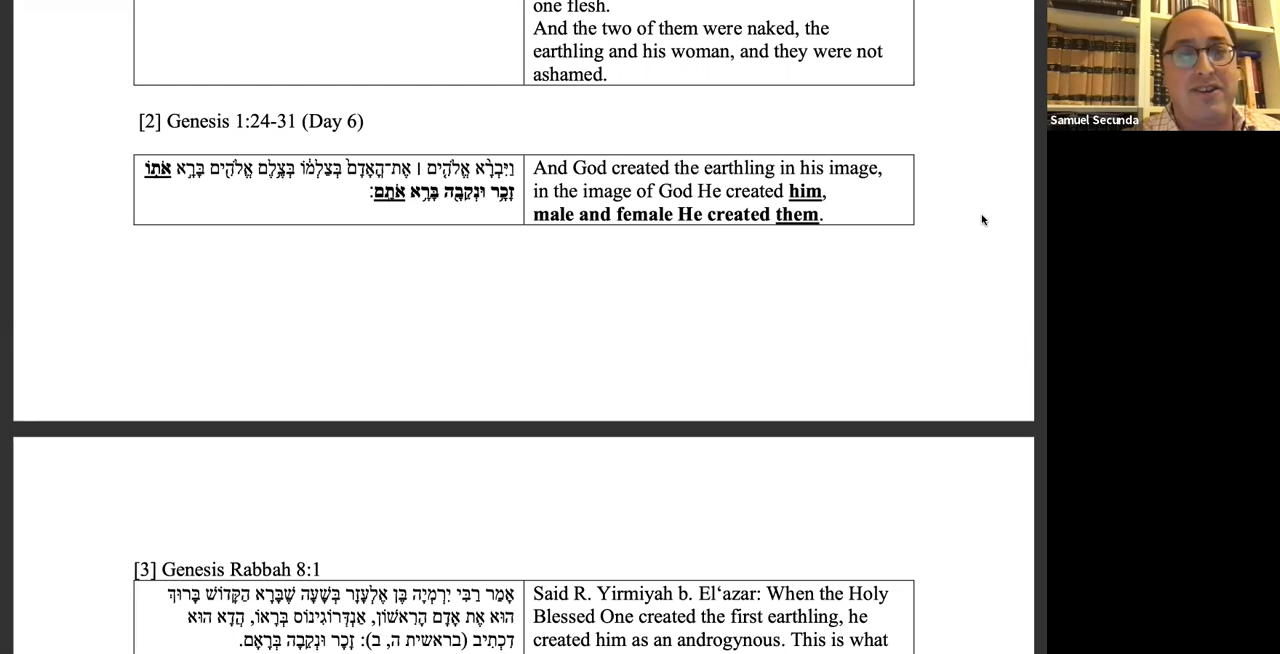 one flesh.
And the two of them were naked, the
earthling and his woman, and they were not
ashamed.
Samuel Secunda
[2] Genesis 1:24-31 (Day 6)
וַיִּבְרָ֨א אֱלֹהִ֤ים ׀ אֶת־הָֽאָדָם֙ בְּצַלְמ֔וֹ בְּצֶ֥לֶם אֱלֹהִ֖ים בָּרָ֣א אֹת֑וֹ
זָכָ֥ר וּנְקֵבָ֖ה בָּרָ֥א אֹתָֽם׃
And God created the earthling in his image,
in the image of God He created him,
male and female He created them.
[3] Genesis Rabbah 8:1
אָמַר רַבִּי יִרְמְיָה בֶּן אֶלְעָזָר בְּשָׁעָה שֶׁבָּרָא הַקָּדוֹשׁ בָּרוּךְ
הוּא אֶת אָדָם הָרִאשׁוֹן, אַנְדְּרוֹגִינוֹס בְּרָאוֹ, הֲדָא הוּא
דִכְתִיב (בראשית ה, ב): זָכָר וּנְקֵבָה בְּרָאָם.
Said R. Yirmiyah b. El‘azar: When the Holy
Blessed One created the first earthling, he
created him as an androgynous. This is what